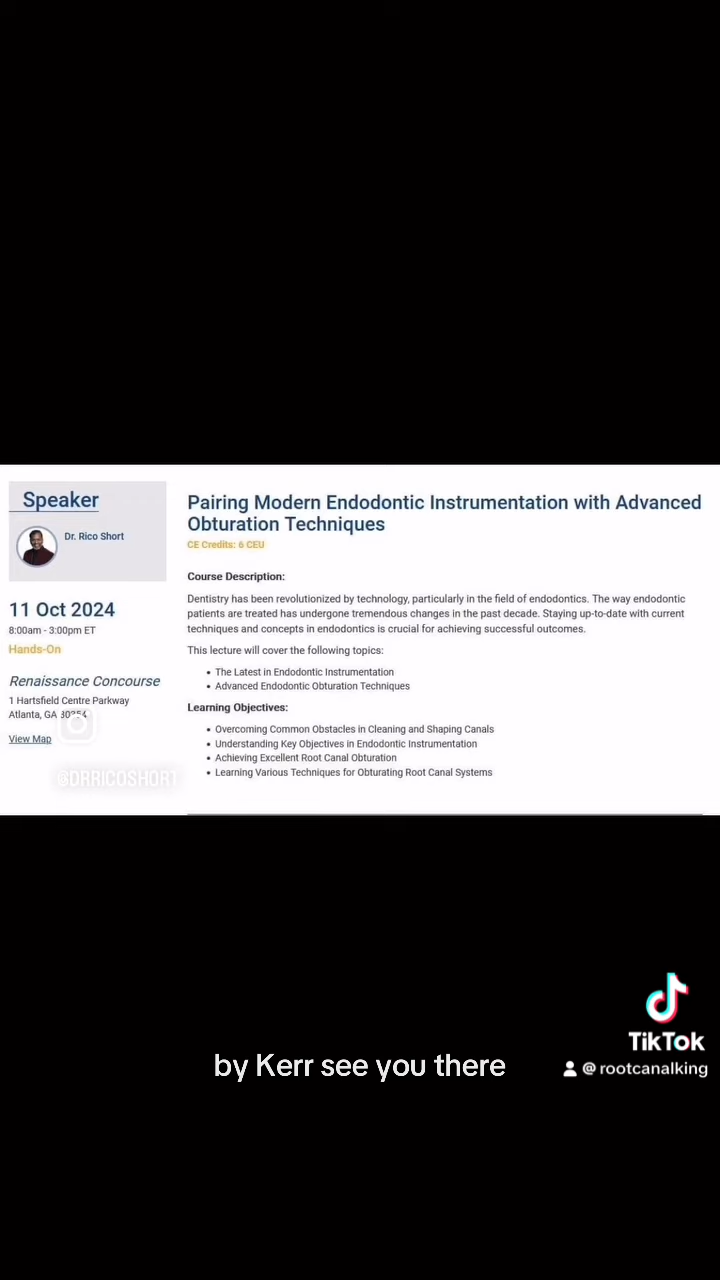 Speaker
Dr. Rico Short
11 Oct 2024
8:00am - 3:00pm ET
Hands-On
Renaissance Concourse
1 Hartsfield Centre Parkway
Atlanta, GA 30354
View Map
@DRRICOSHORT
Pairing Modern Endodontic Instrumentation with Advanced
Obturation Techniques
CE Credits: 6 CEU
Course Description:
Dentistry has been revolutionized by technology, particularly in the field of endodontics. The way endodontic
patients are treated has undergone tremendous changes in the past decade. Staying up-to-date with current
techniques and concepts in endodontics is crucial for achieving successful outcomes.
This lecture will cover the following topics:
• The Latest in Endodontic Instrumentation
• Advanced Endodontic Obturation Techniques
Learning Objectives:
• Overcoming Common Obstacles in Cleaning and Shaping Canals
• Understanding Key Objectives in Endodontic Instrumentation
• Achieving Excellent Root Canal Obturation
• Learning Various Techniques for Obturating Root Canal Systems
TikTok
@rootcanalking
by Kerr see you there